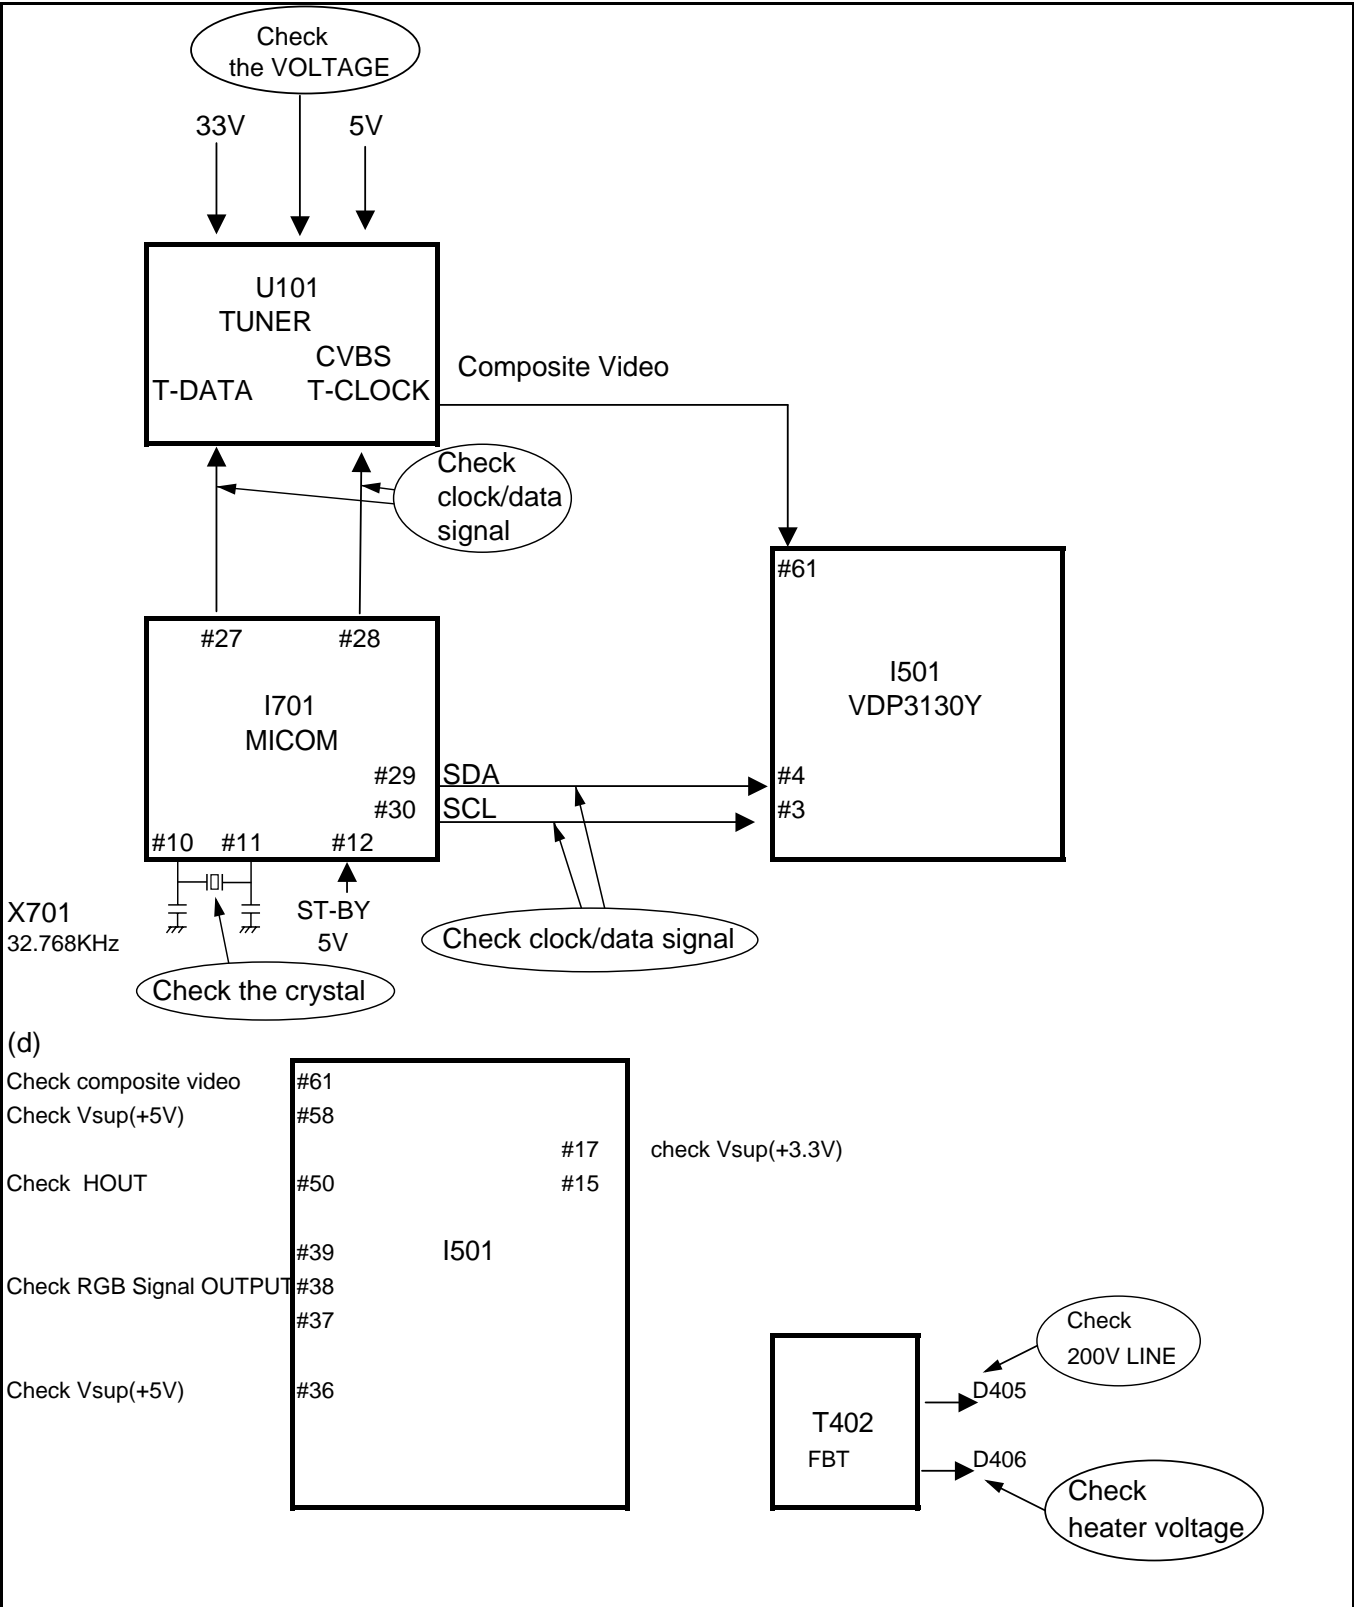 Check
the VOLTAGE
33V 5V
U101
TUNER
CVBS
T-DATA T-CLOCK
Composite Video
Check
clock/data
signal
#61
#27 #28
I501
VDP3130Y
I701
MICOM
#29 SDA #4
#30 SCL #3
#10 #11 #12
X701
32.768KHz
ST-BY
5V
Check clock/data signal
Check the crystal
(d)
Check composite video #61
Check Vsup(+5V) #58
#17 check Vsup(+3.3V)
Check HOUT #50 #15
#39 I501
Check RGB Signal OUTPUT #38
#37
Check Vsup(+5V) #36
Check
200V LINE
D405
T402
FBT
D406
Check
heater voltage